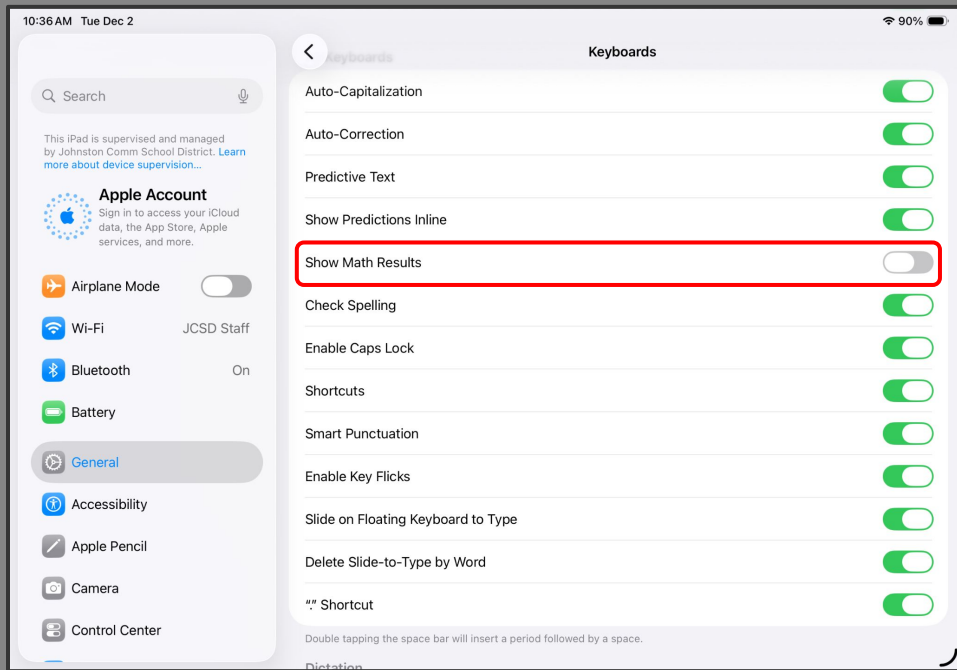 10:36 AM Tue Dec 2
90%
Search
This iPad is supervised and managed
by Johnston Comm School District. Learn
more about device supervision...
Apple Account
Sign in to access your iCloud
data, the App Store, Apple
services, and more.
Airplane Mode
Wi-Fi JCSD Staff
Bluetooth On
Battery
General
Accessibility
Apple Pencil
Camera
Control Center
Keyboards
Keyboards
Auto-Capitalization
Auto-Correction
Predictive Text
Show Predictions Inline
Show Math Results
Check Spelling
Enable Caps Lock
Shortcuts
Smart Punctuation
Enable Key Flicks
Slide on Floating Keyboard to Type
Delete Slide-to-Type by Word
“.” Shortcut
Double tapping the space bar will insert a period followed by a space.
Dictation